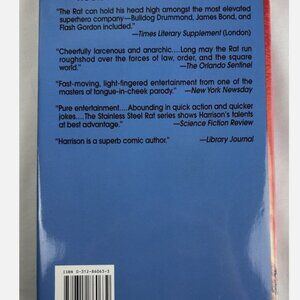 "The Rat can hold his head high amongst the most elevated
superhero company—Bulldog Drummond, James Bond, and
Flash Gordon included."
—Times Literary Supplement (London)
"Cheerfully larcenous and anarchic....Long may the Rat run
roughshod over the forces of law, order, and the square
world."
—The Orlando Sentinel
"Fast-moving, light-fingered entertainment from one of the
masters of tongue-in-cheek parody."
—New York Newsday
"Pure entertainment....Abounding in quick action and quicker
jokes....The Stainless Steel Rat series shows Harrison's talents
at best advantage."
—Science Fiction Review
"Harrison is a superb comic author."
—Library Journal
ISBN 0-312-86063-3